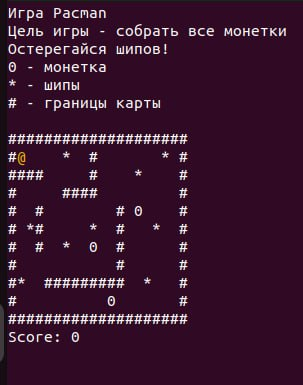 Игра Pacman
Цель игры - собрать все монетки
Остерегайся шипов!
0 - монетка
* - шипы
# - границы карты
####################
#@    *  #       * #
####     #    *    #
#     ####         #
#  #        # 0    #
# *#     *  #   *  #
#  #  *  0  #      #
#           #      #
#*  #########  *   #
#          0       #
####################
Score: 0